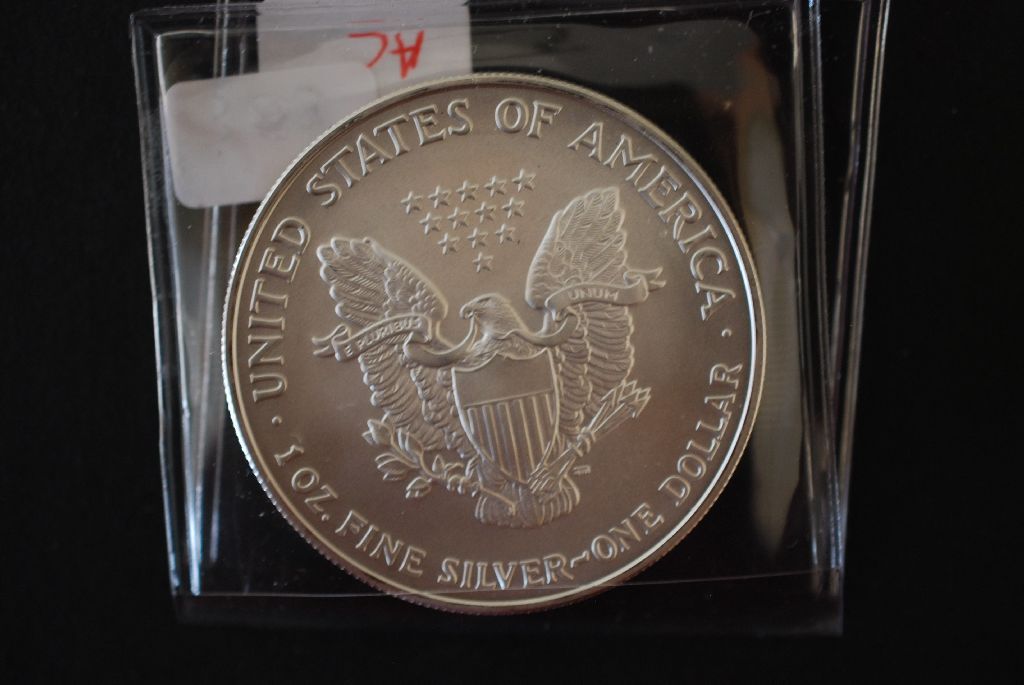 AC
UNITED STATES OF AMERICA
E PLURIBUS UNUM
1 OZ. FINE SILVER~ONE DOLLAR